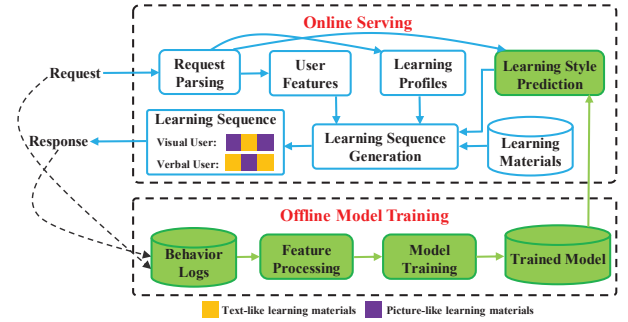 Online Serving
Request
Request
Parsing
User
Features
Learning
Profiles
Learning Style
Prediction
Response
Learning Sequence
Visual User:
Verbal User:
Learning Sequence
Generation
Learning
Materials
Offline Model Training
Behavior
Logs
Feature
Processing
Model
Training
Trained Model
Text-like learning materials
Picture-like learning materials